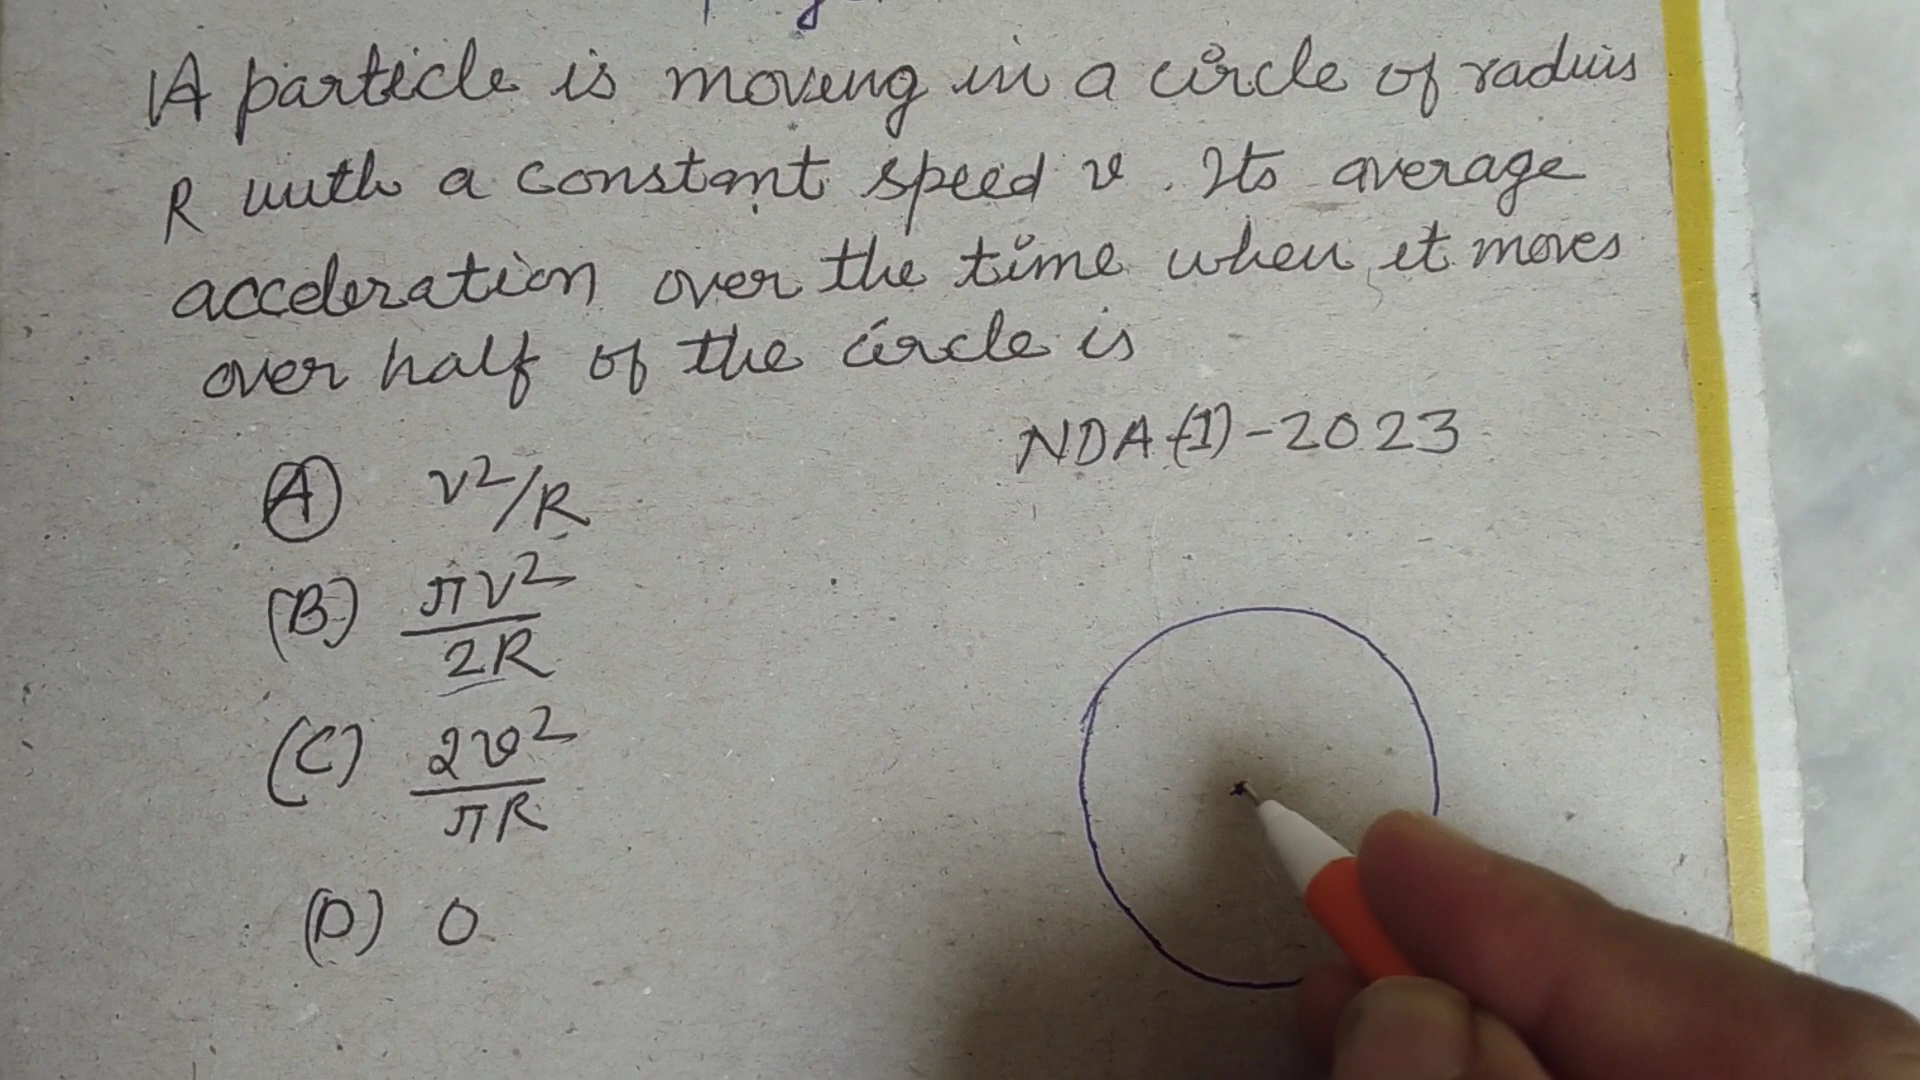 A particle is moving in a circle of radius
R with a constant speed v. Its average
acceleration over the time when it moves
over half of the circle is
NDA-(1)-2023
(A) v²/R
(B) πv²/2R
(C) 2v²/πR
(D) 0